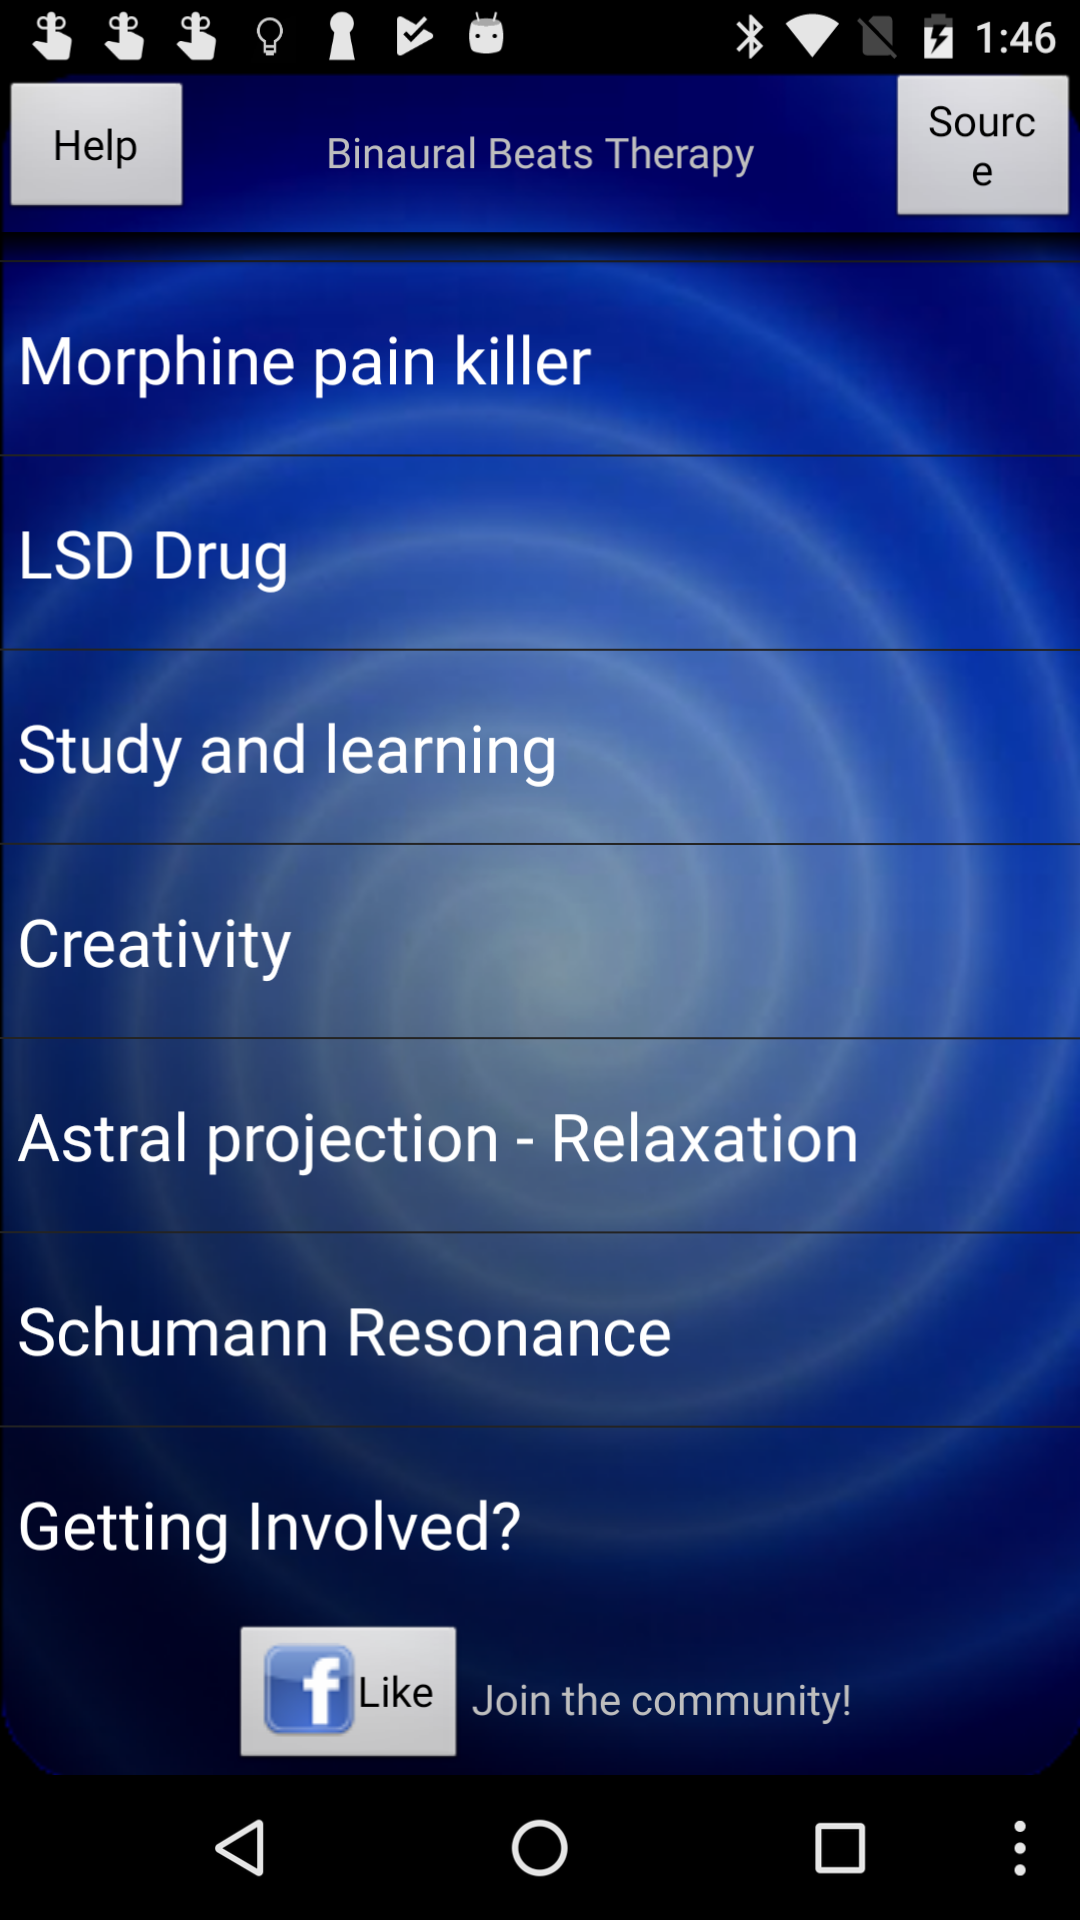 1:46
Help
Binaural Beats Therapy
Sourc
e
Morphine pain killer
LSD Drug
Study and learning
Creativity
Astral projection - Relaxation
Schumann Resonance
Getting Involved?
f Like
Join the community!